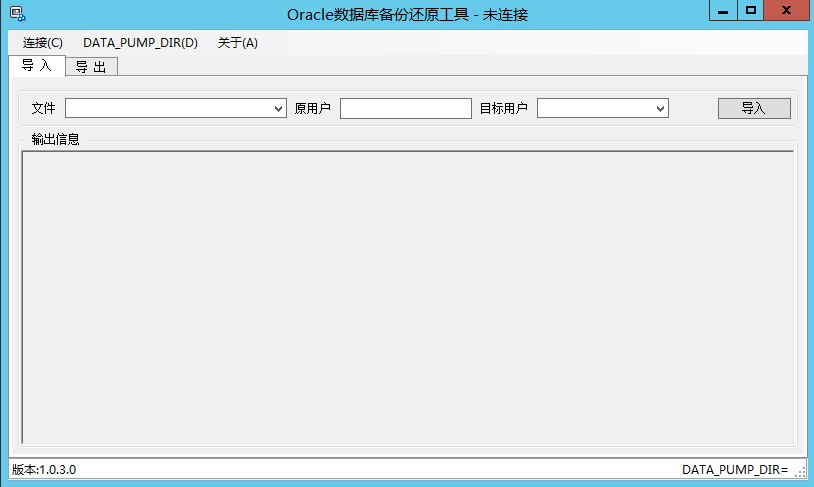 Oracle数据库备份还原工具 - 未连接
连接(C) DATA_PUMP_DIR(D) 关于(A)
导 入 导 出
文件 原用户 目标用户 导入
输出信息
版本:1.0.3.0 DATA_PUMP_DIR=